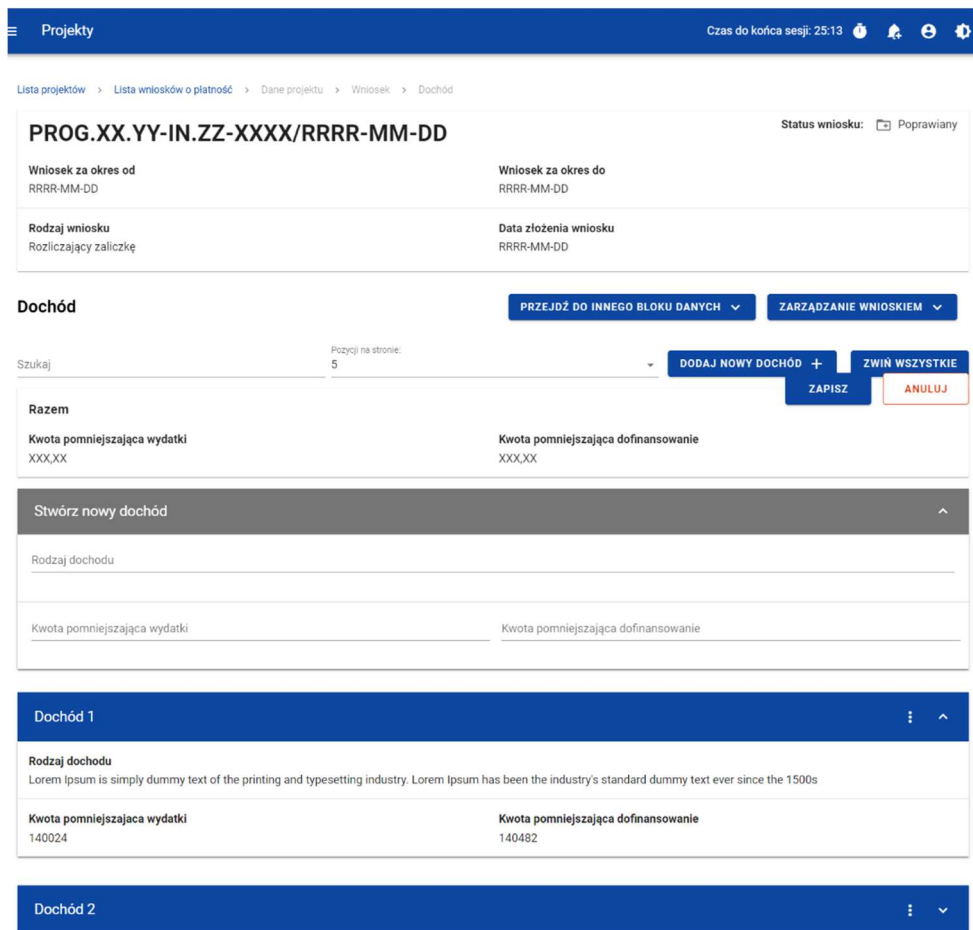 Projekty
Czas do końca sesji: 25:13
Lista projektów > Lista wniosków o płatność > Dane projektu > Wniosek > Dochód
PROG.XX.YY-IN.ZZ-XXXX/RRRR-MM-DD
Status wniosku: Poprawiany
Wniosek za okres od
RRRR-MM-DD
Wniosek za okres do
RRRR-MM-DD
Rodzaj wniosku
Rozliczający zaliczkę
Data złożenia wniosku
RRRR-MM-DD
Dochód
PRZEJDŹ DO INNEGO BLOKU DANYCH
ZARZĄDZANIE WNIOSKIEM
Szukaj
Pozycji na stronie:
5
DODAJ NOWY DOCHÓD +
ZWIŃ WSZYSTKIE
ZAPISZ
ANULUJ
Razem
Kwota pomniejszająca wydatki
XXX,XX
Kwota pomniejszająca dofinansowanie
XXX,XX
Stwórz nowy dochód
Rodzaj dochodu
Kwota pomniejszająca wydatki
Kwota pomniejszająca dofinansowanie
Dochód 1
Rodzaj dochodu
Lorem Ipsum is simply dummy text of the printing and typesetting industry. Lorem Ipsum has been the industry's standard dummy text ever since the 1500s
Kwota pomniejszajaca wydatki
140024
Kwota pomniejszająca dofinansowanie
140482
Dochód 2